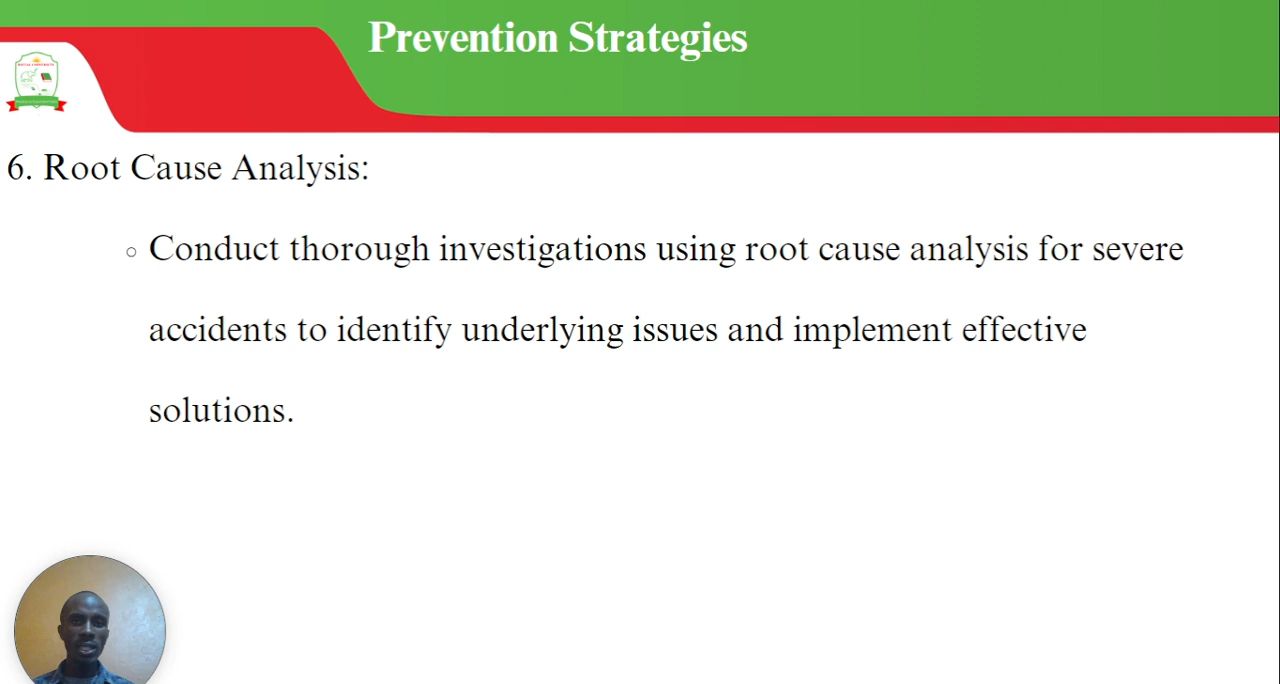 Prevention Strategies
6. Root Cause Analysis:
○ Conduct thorough investigations using root cause analysis for severe
accidents to identify underlying issues and implement effective
solutions.